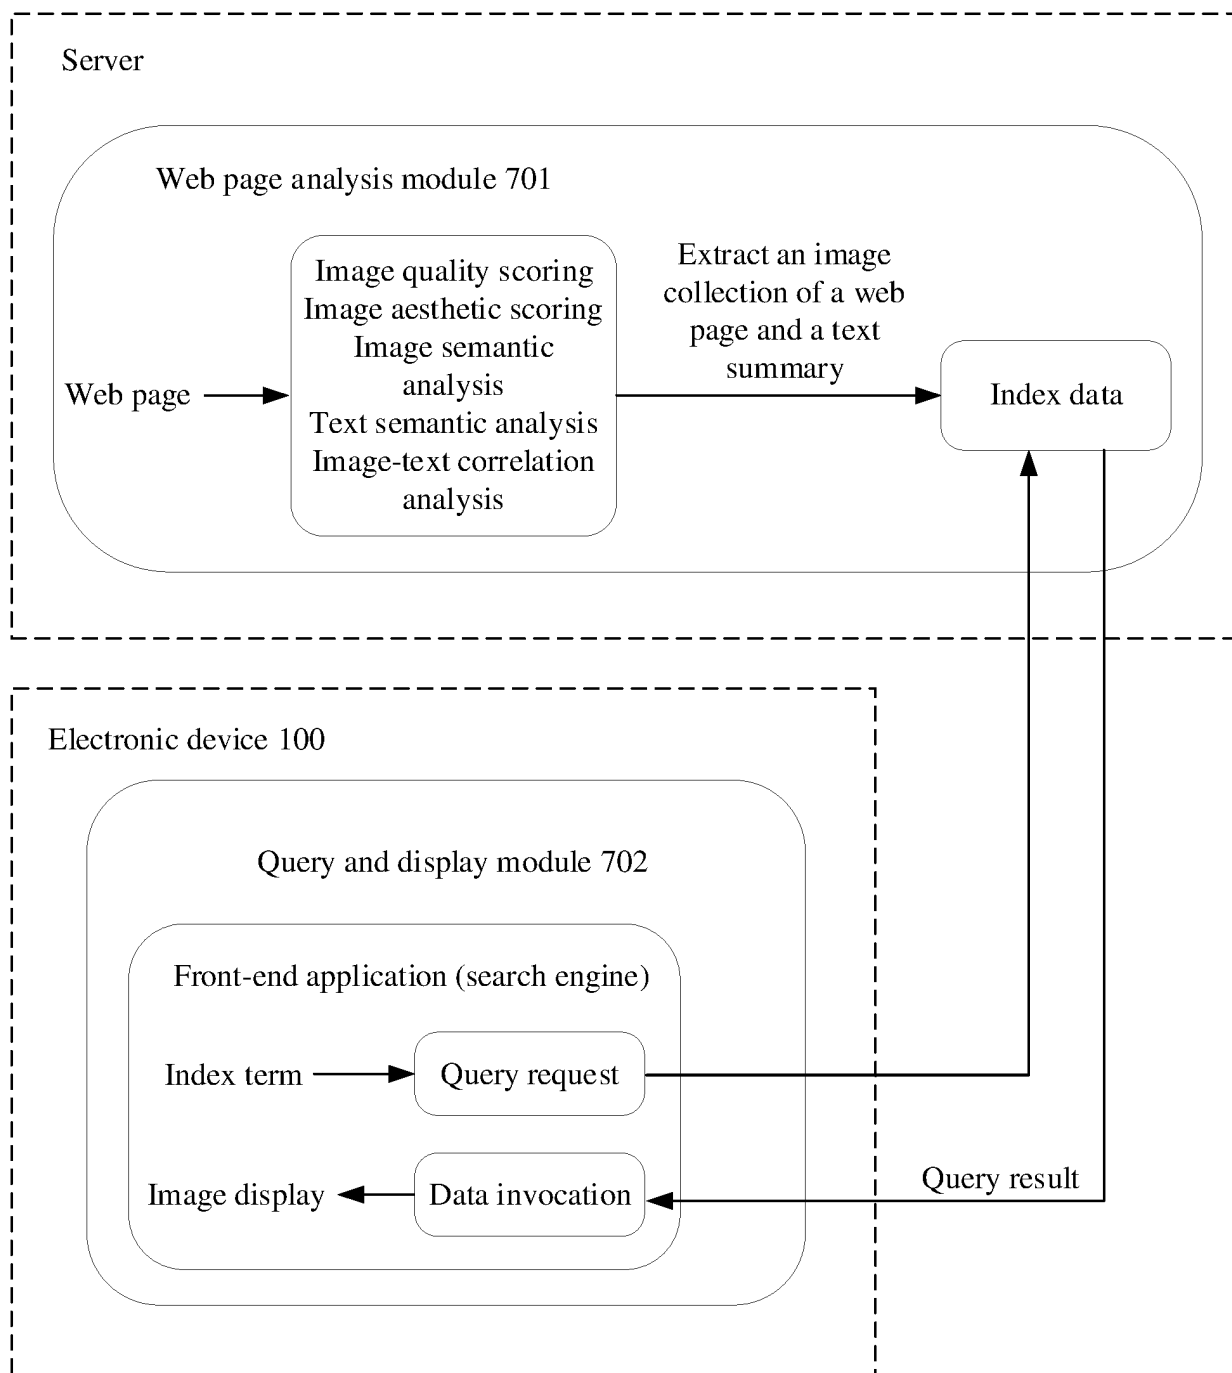 Server
Web page analysis module 701
Web page
Image quality scoring
Image aesthetic scoring
Image semantic
analysis
Text semantic analysis
Image-text correlation
analysis
Extract an image
collection of a web
page and a text
summary
Index data
Electronic device 100
Query and display module 702
Front-end application (search engine)
Index term
Query request
Image display
Data invocation
Query result